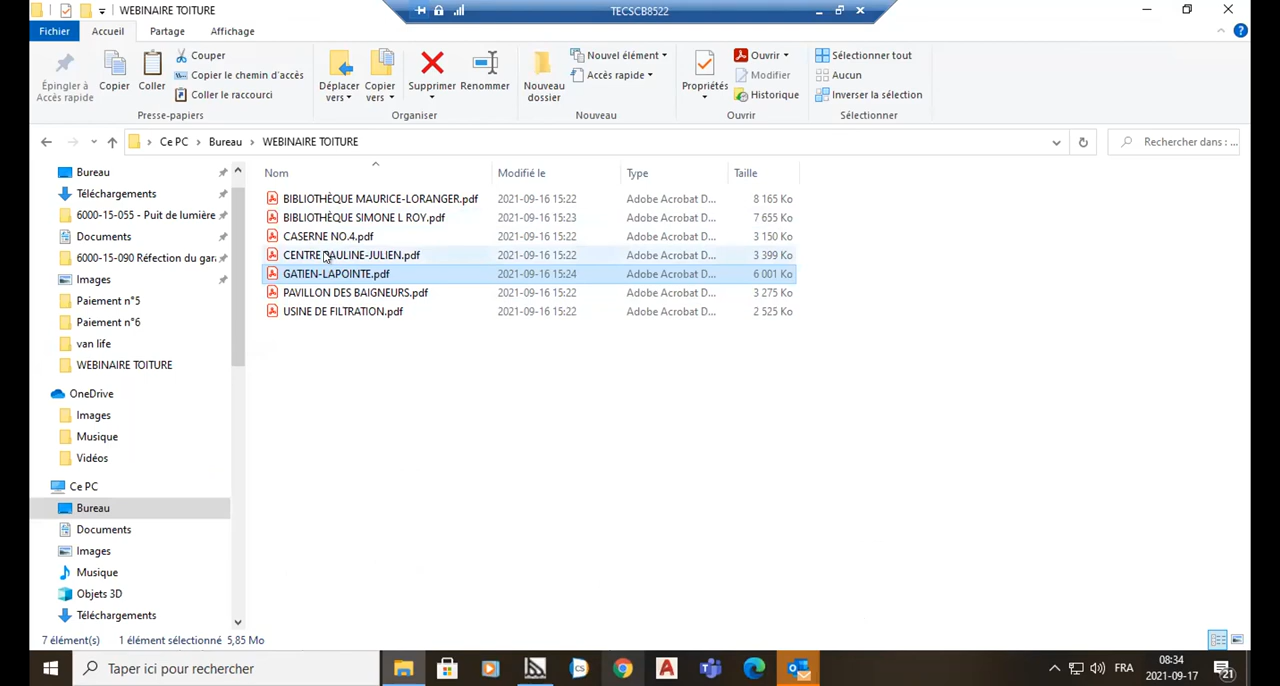 WEBINAIRE TOITURE
TECSCB8522
Fichier Accueil Partage Affichage
Épingler à Accès rapide
Copier
Coller
Couper
Copier le chemin d'accès
Coller le raccourci
Presse-papiers
Déplacer vers
Copier vers
Supprimer
Renommer
Organiser
Nouveau dossier
Nouvel élément
Accès rapide
Nouveau
Propriétés
Ouvrir
Modifier
Historique
Ouvrir
Sélectionner tout
Aucun
Inverser la sélection
Sélectionner
Ce PC > Bureau > WEBINAIRE TOITURE
Rechercher dans : ...
Bureau
Téléchargements
6000-15-055 - Puit de lumière
Documents
6000-15-090 Réfection du gar
Images
Paiement n°5
Paiement n°6
van life
WEBINAIRE TOITURE
OneDrive
Images
Musique
Vidéos
Ce PC
Bureau
Documents
Images
Musique
Objets 3D
Téléchargements
Nom Modifié le Type Taille
BIBLIOTHÈQUE MAURICE-LORANGER.pdf 2021-09-16 15:22 Adobe Acrobat D... 8 165 Ko
BIBLIOTHÈQUE SIMONE L ROY.pdf 2021-09-16 15:23 Adobe Acrobat D... 7 655 Ko
CASERNE NO.4.pdf 2021-09-16 15:22 Adobe Acrobat D... 3 150 Ko
CENTRE PAULINE-JULIEN.pdf 2021-09-16 15:22 Adobe Acrobat D... 3 399 Ko
GATIEN-LAPOINTE.pdf 2021-09-16 15:24 Adobe Acrobat D... 6 001 Ko
PAVILLON DES BAIGNEURS.pdf 2021-09-16 15:22 Adobe Acrobat D... 3 275 Ko
USINE DE FILTRATION.pdf 2021-09-16 15:22 Adobe Acrobat D... 2 525 Ko
7 élément(s) 1 élément sélectionné 5,85 Mo
Taper ici pour rechercher
CS
FRA
08:34
2021-09-17
21